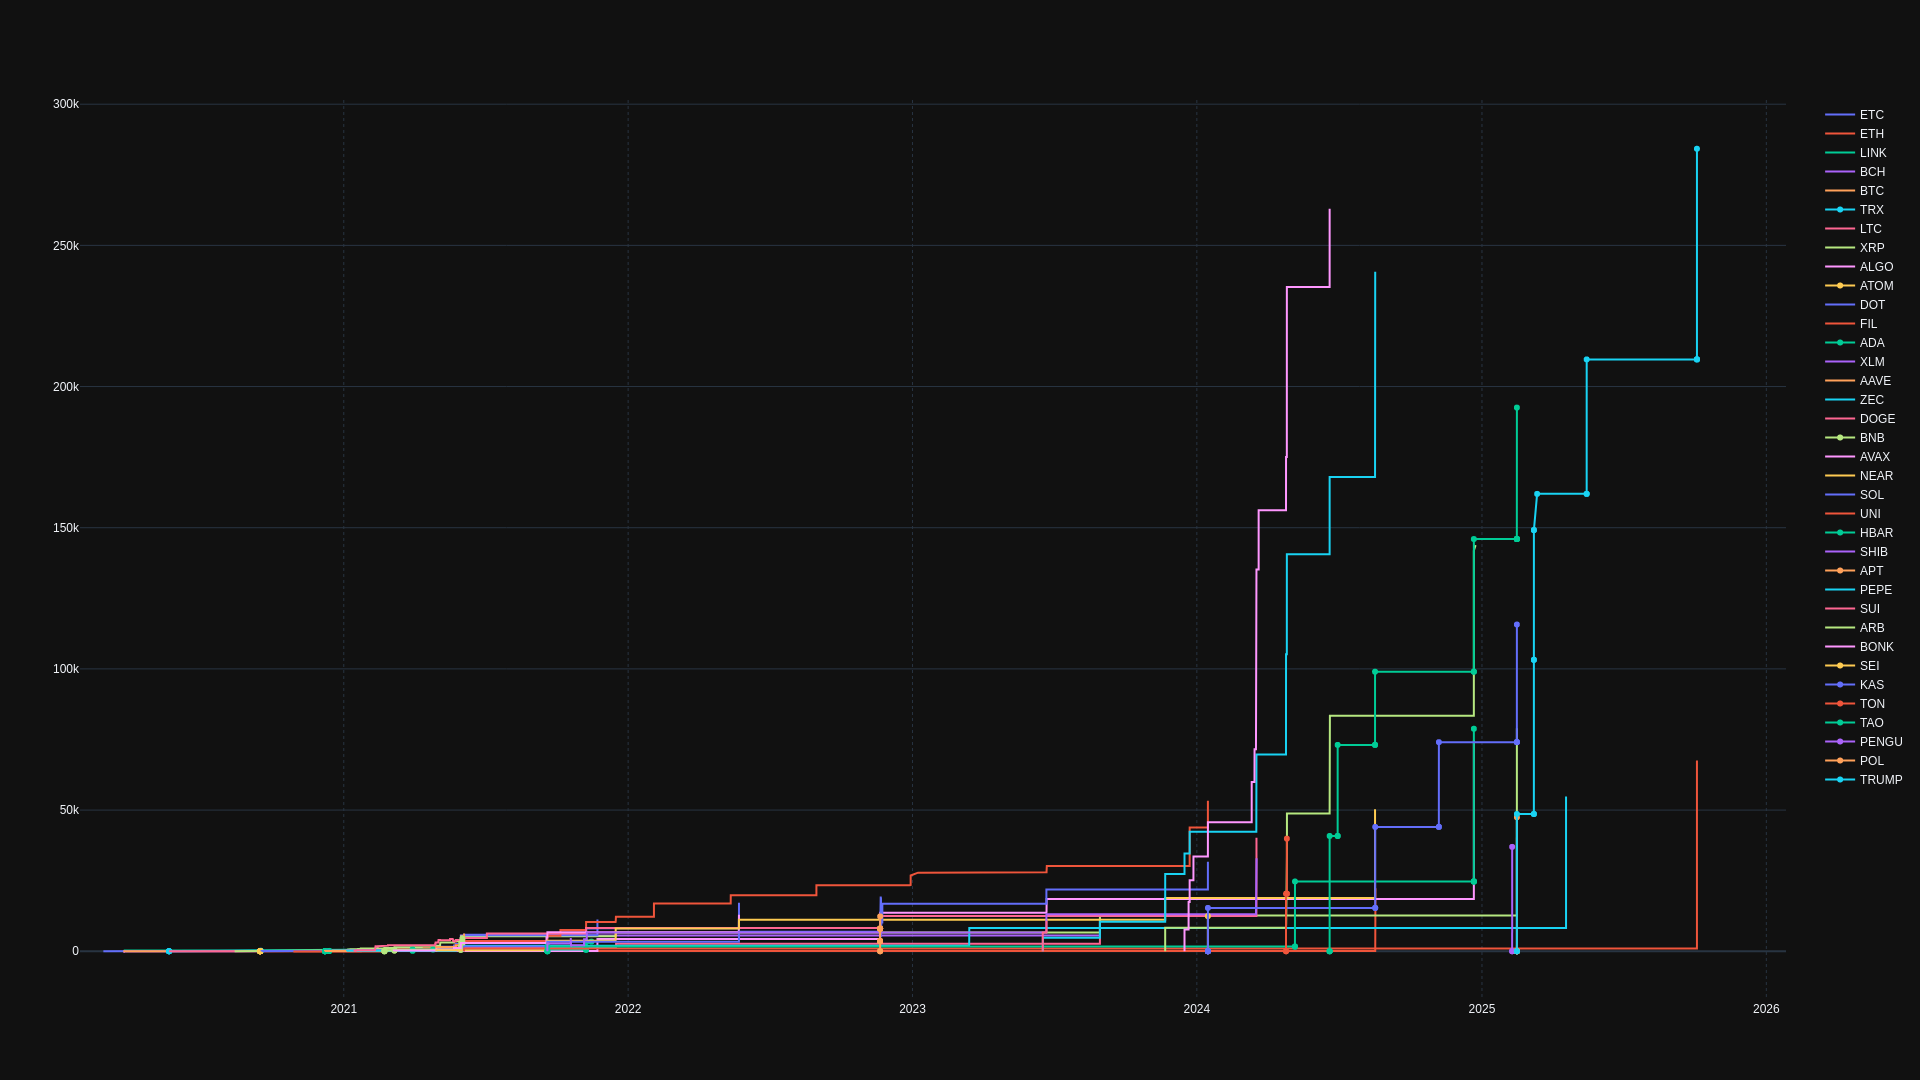 300k
250k
200k
150k
100k
50k
0
2021 2022 2023 2024 2025 2026
ETC
ETH
LINK
BCH
BTC
TRX
LTC
XRP
ALGO
ATOM
DOT
FIL
ADA
XLM
AAVE
ZEC
DOGE
BNB
AVAX
NEAR
SOL
UNI
HBAR
SHIB
APT
PEPE
SUI
ARB
BONK
SEI
KAS
TON
TAO
PENGU
POL
TRUMP